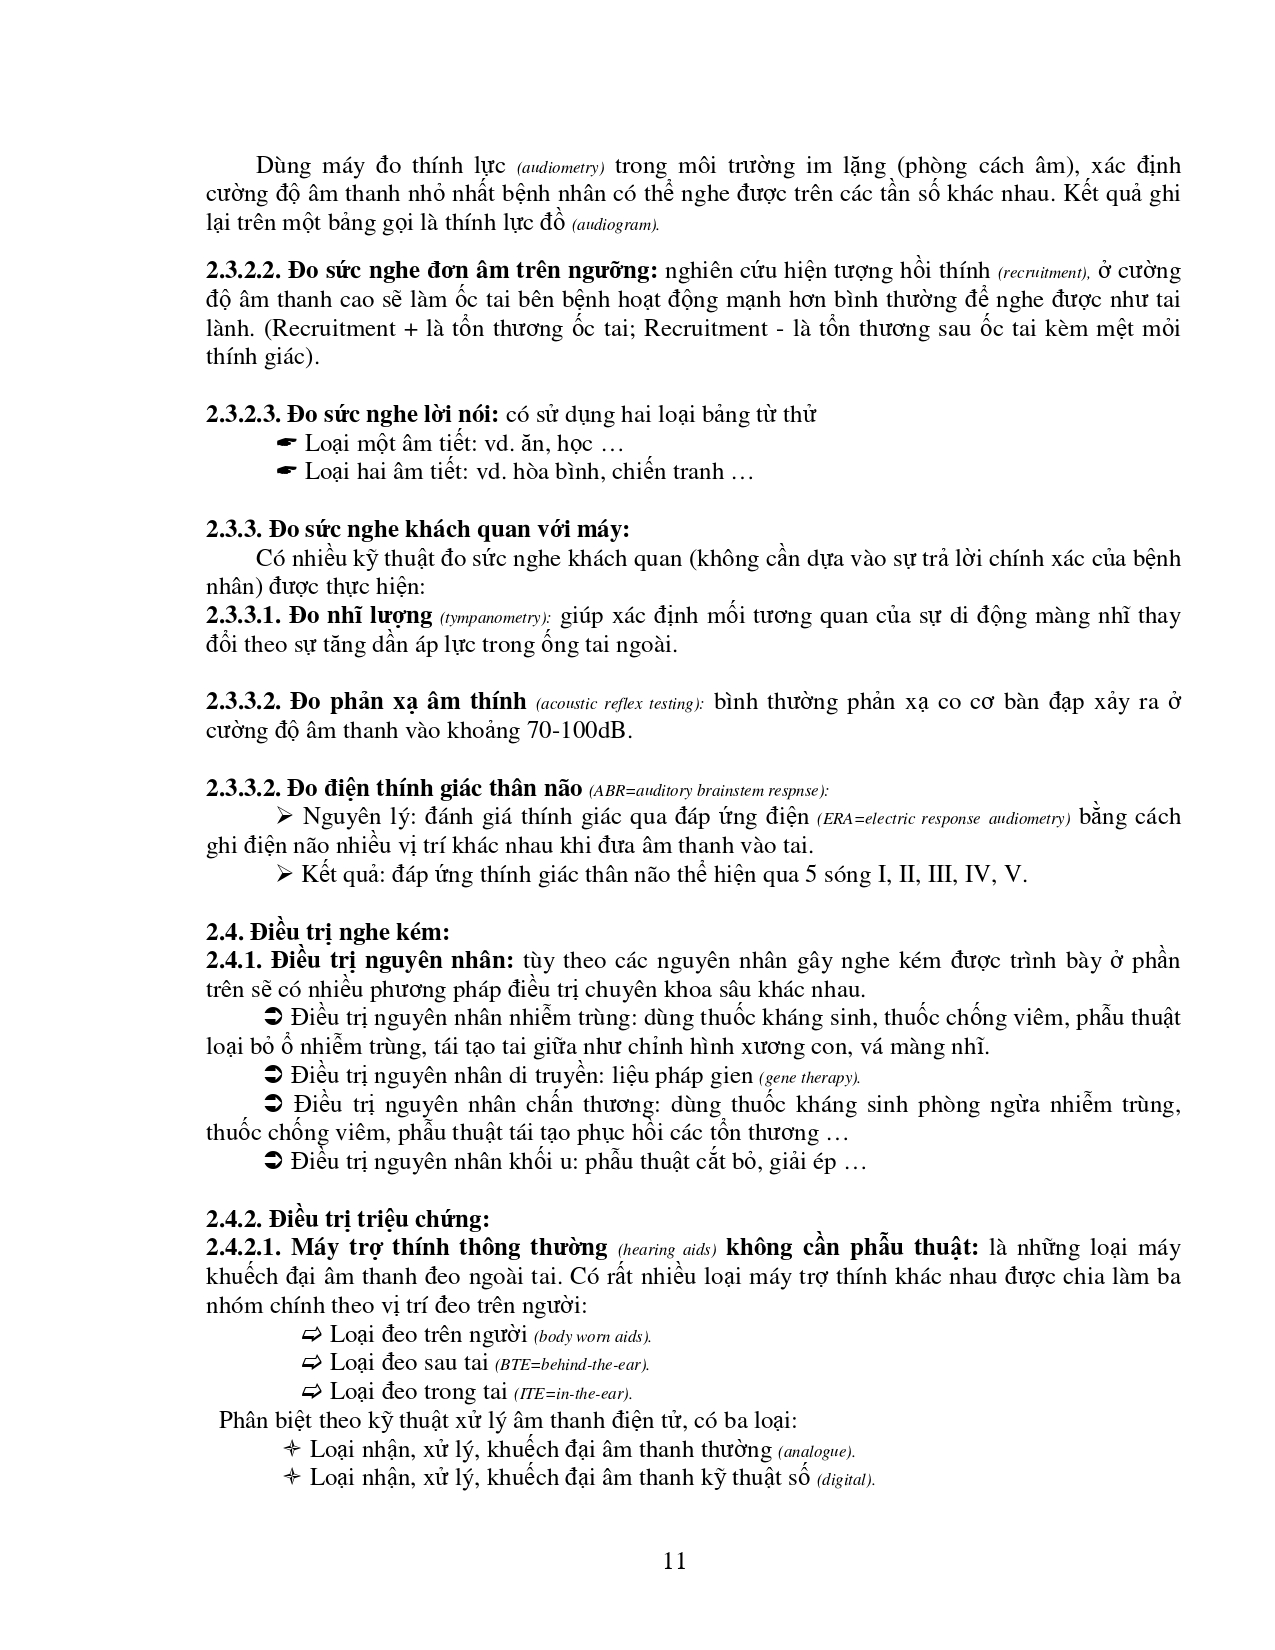 Dùng máy đo thính lực (audiometry) trong môi trường im lặng (phòng cách âm), xác định
cường độ âm thanh nhỏ nhất bệnh nhân có thể nghe được trên các tần số khác nhau. Kết quả ghi
lại trên một bảng gọi là thính lực đồ (audiogram).
2.3.2.2. Đo sức nghe đơn âm trên ngưỡng: nghiên cứu hiện tượng hồi thính (recruitment), ở cường
độ âm thanh cao sẽ làm ốc tai bên bệnh hoạt động mạnh hơn bình thường để nghe được như tai
lành. (Recruitment + là tổn thương ốc tai; Recruitment - là tổn thương sau ốc tai kèm mệt mỏi
thính giác).
2.3.2.3. Đo sức nghe lời nói: có sử dụng hai loại bảng từ thử
☛ Loại một âm tiết: vd. ăn, học …
☛ Loại hai âm tiết: vd. hòa bình, chiến tranh …
2.3.3. Đo sức nghe khách quan với máy:
Có nhiều kỹ thuật đo sức nghe khách quan (không cần dựa vào sự trả lời chính xác của bệnh
nhân) được thực hiện:
2.3.3.1. Đo nhĩ lượng (tympanometry): giúp xác định mối tương quan của sự di động màng nhĩ thay
đổi theo sự tăng dần áp lực trong ống tai ngoài.
2.3.3.2. Đo phản xạ âm thính (acoustic reflex testing): bình thường phản xạ co cơ bàn đạp xảy ra ở
cường độ âm thanh vào khoảng 70-100dB.
2.3.3.2. Đo điện thính giác thân não (ABR=auditory brainstem respnse):
➢ Nguyên lý: đánh giá thính giác qua đáp ứng điện (ERA=electric response audiometry) bằng cách
ghi điện não nhiều vị trí khác nhau khi đưa âm thanh vào tai.
➢ Kết quả: đáp ứng thính giác thân não thể hiện qua 5 sóng I, II, III, IV, V.
2.4. Điều trị nghe kém:
2.4.1. Điều trị nguyên nhân: tùy theo các nguyên nhân gây nghe kém được trình bày ở phần
trên sẽ có nhiều phương pháp điều trị chuyên khoa sâu khác nhau.
➲ Điều trị nguyên nhân nhiễm trùng: dùng thuốc kháng sinh, thuốc chống viêm, phẫu thuật
loại bỏ ổ nhiễm trùng, tái tạo tai giữa như chỉnh hình xương con, vá màng nhĩ.
➲ Điều trị nguyên nhân di truyền: liệu pháp gien (gene therapy).
➲ Điều trị nguyên nhân chấn thương: dùng thuốc kháng sinh phòng ngừa nhiễm trùng,
thuốc chống viêm, phẫu thuật tái tạo phục hồi các tổn thương …
➲ Điều trị nguyên nhân khối u: phẫu thuật cắt bỏ, giải ép …
2.4.2. Điều trị triệu chứng:
2.4.2.1. Máy trợ thính thông thường (hearing aids) không cần phẫu thuật: là những loại máy
khuếch đại âm thanh đeo ngoài tai. Có rất nhiều loại máy trợ thính khác nhau được chia làm ba
nhóm chính theo vị trí đeo trên người:
➯ Loại đeo trên người (body worn aids).
➯ Loại đeo sau tai (BTE=behind-the-ear).
➯ Loại đeo trong tai (ITE=in-the-ear).
Phân biệt theo kỹ thuật xử lý âm thanh điện tử, có ba loại:
✧ Loại nhận, xử lý, khuếch đại âm thanh thường (analogue).
✧ Loại nhận, xử lý, khuếch đại âm thanh kỹ thuật số (digital).
11